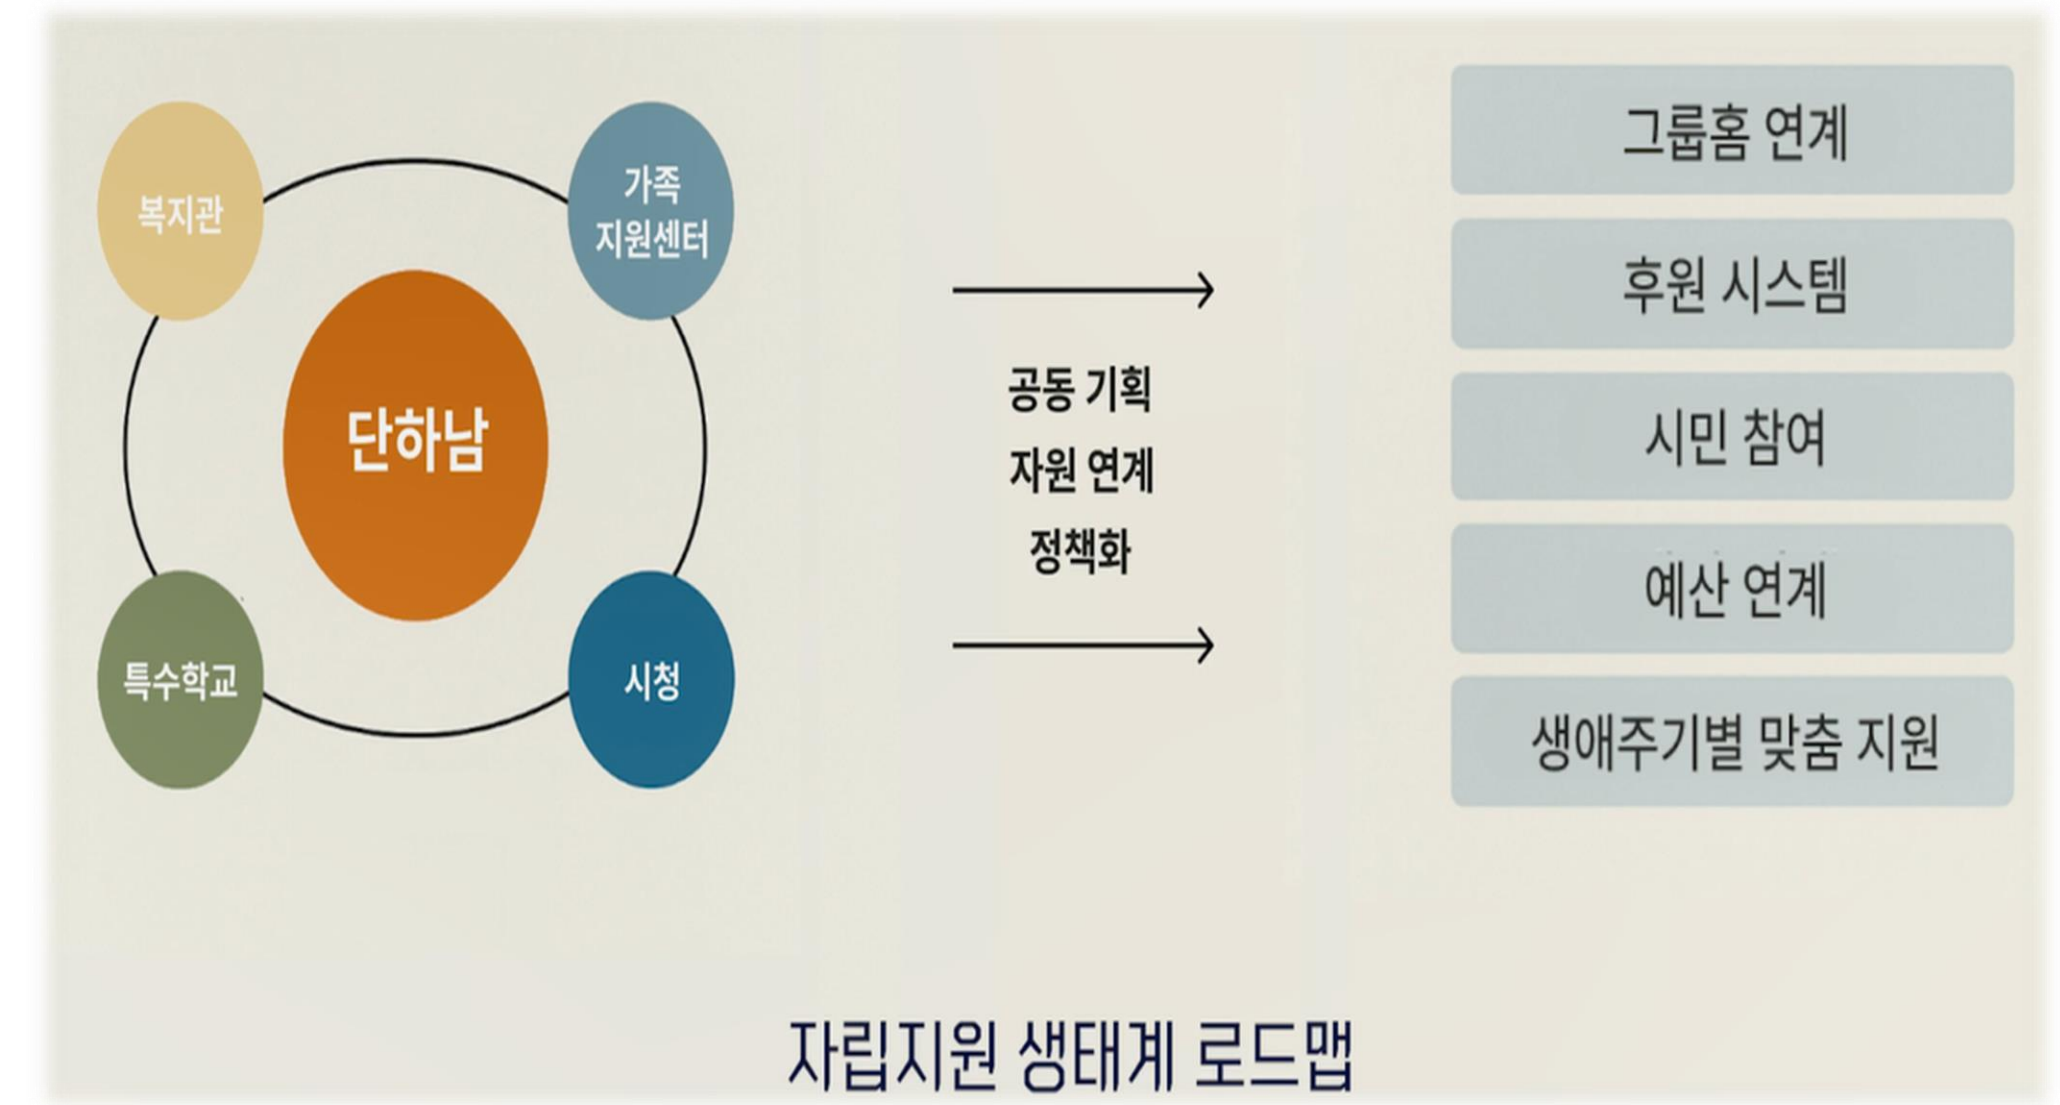 복지관
가족
지원센터
단하남
특수학교
시청
공동 기획
자원 연계
정책화
그룹홈 연계
후원 시스템
시민 참여
예산 연계
생애주기별 맞춤 지원
자립지원 생태계 로드맵